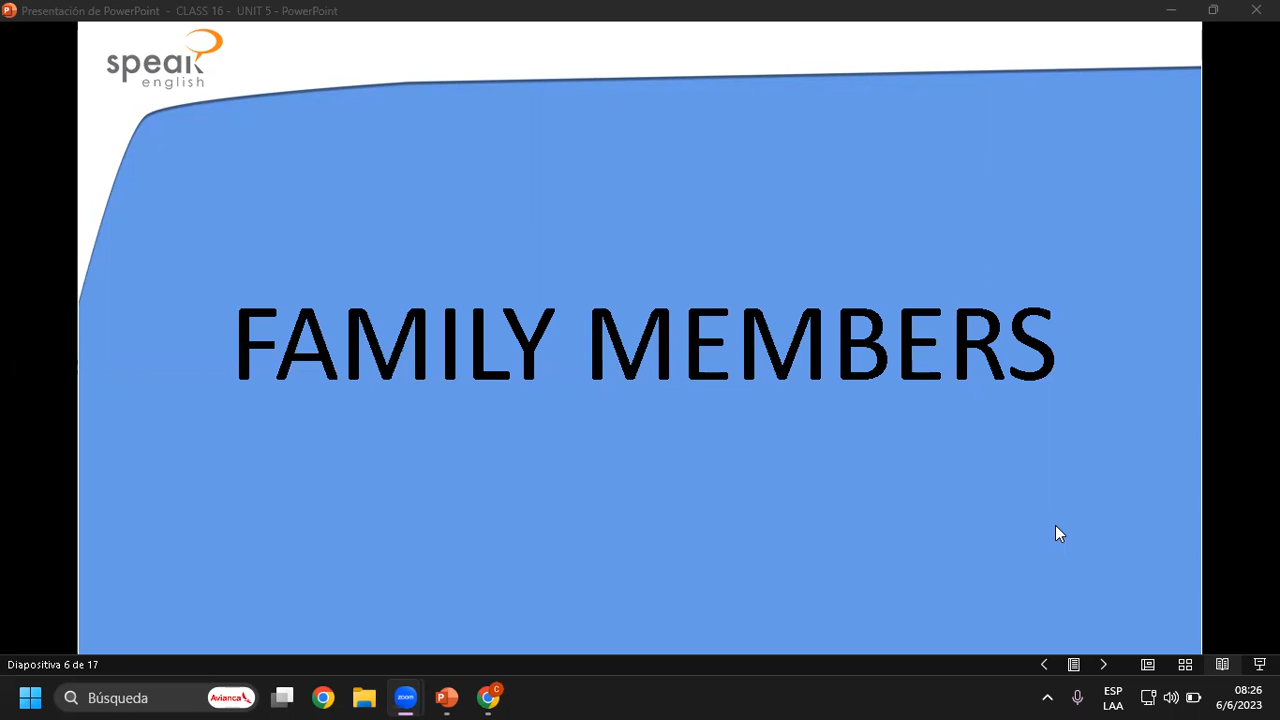 Presentación de PowerPoint - CLASS 16 - UNIT 5 - PowerPoint
speak
english
FAMILY MEMBERS
Diapositiva 6 de 17
Búsqueda
Avianca
zoom
C
ESP
LAA
08:26
6/6/2023